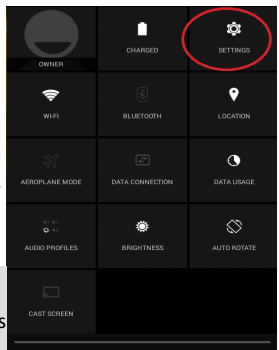 OWNER
CHARGED
SETTINGS
WI-FI
BLUETOOTH
LOCATION
AEROPLANE MODE
DATA CONNECTION
DATA USAGE
AUDIO PROFILES
BRIGHTNESS
AUTO ROTATE
CAST SCREEN
s